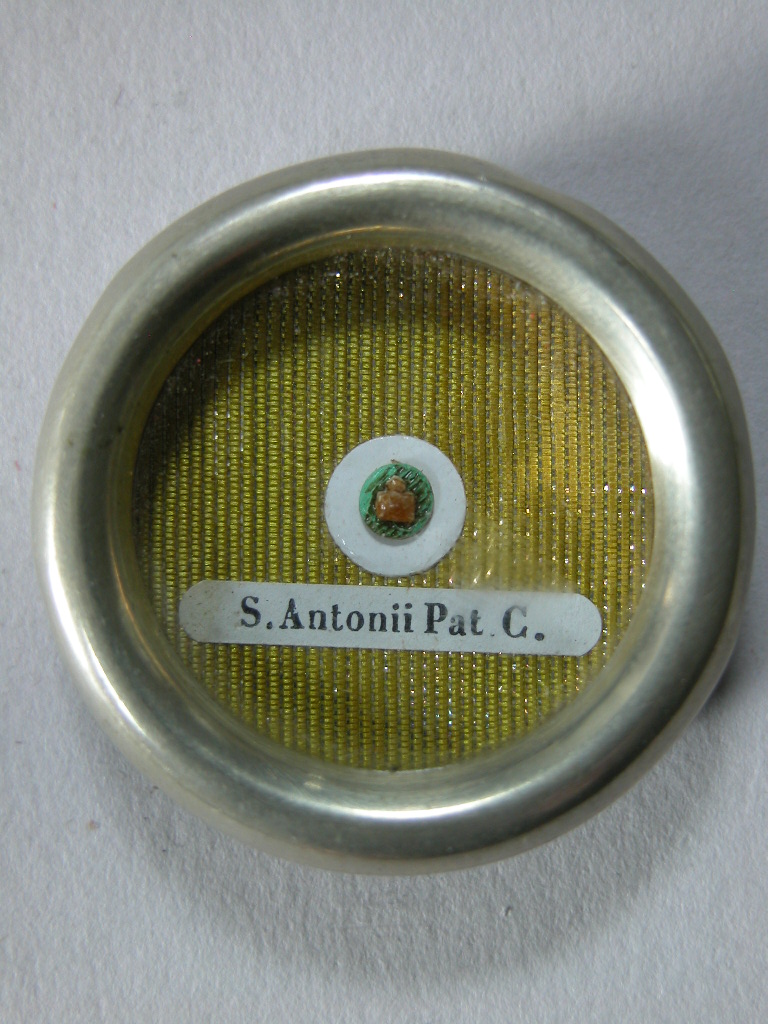 S. Antonii Pat C.